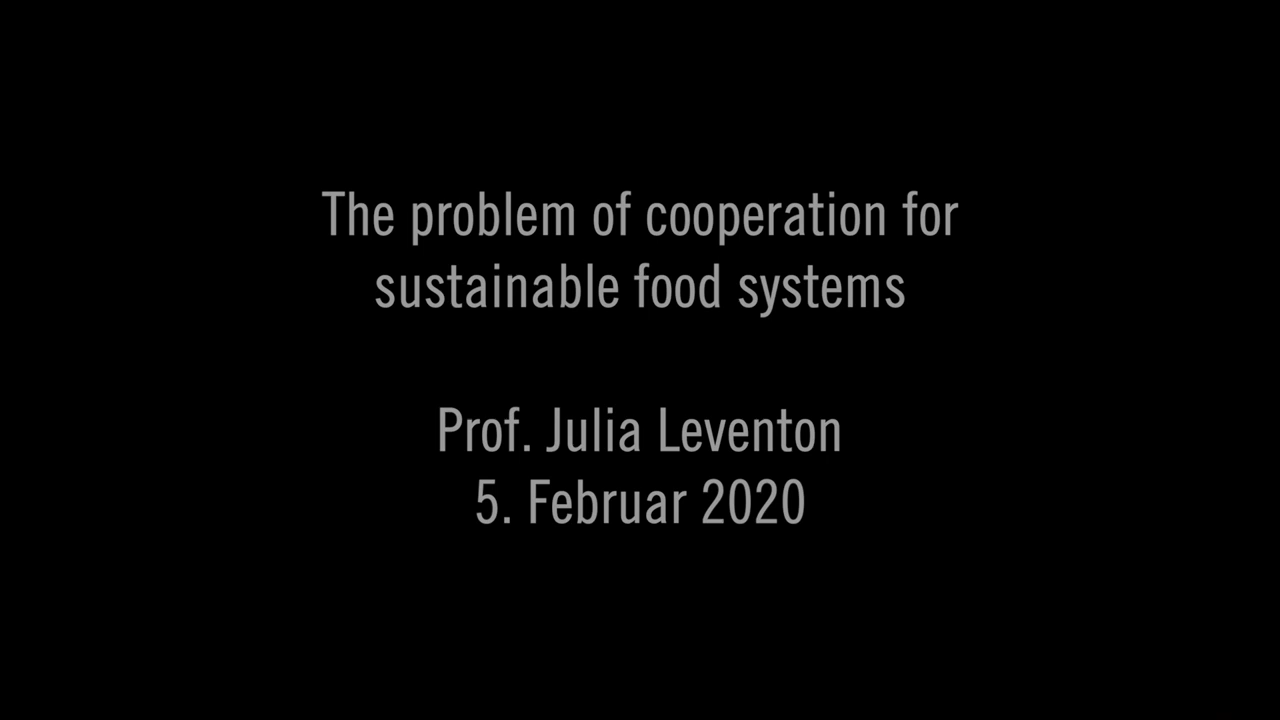 The problem of cooperation for
sustainable food systems
Prof. Julia Leventon
5. Februar 2020